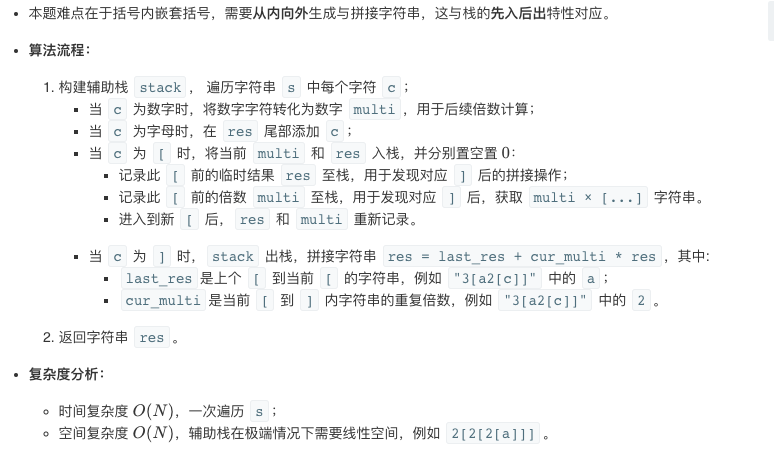 • 本题难点在于括号内嵌套括号，需要从内向外生成与拼接字符串，这与栈的先入后出特性对应。
• 算法流程：
1. 构建辅助栈 stack ， 遍历字符串 s 中每个字符 c ；
▪ 当 c 为数字时，将数字字符转化为数字 multi ，用于后续倍数计算；
▪ 当 c 为字母时，在 res 尾部添加 c ；
▪ 当 c 为 [ 时，将当前 multi 和 res 入栈，并分别置空置 0：
▪ 记录此 [ 前的临时结果 res 至栈，用于发现对应 ] 后的拼接操作；
▪ 记录此 [ 前的倍数 multi 至栈，用于发现对应 ] 后，获取 multi × [...] 字符串。
▪ 进入到新 [ 后， res 和 multi 重新记录。
▪ 当 c 为 ] 时， stack 出栈，拼接字符串 res = last_res + cur_multi * res ，其中:
▪ last_res 是上个 [ 到当前 [ 的字符串，例如 "3[a2[c]]" 中的 a ；
▪ cur_multi 是当前 [ 到 ] 内字符串的重复倍数，例如 "3[a2[c]]" 中的 2 。
2. 返回字符串 res 。
• 复杂度分析：
◦ 时间复杂度 O(N)，一次遍历 s ；
◦ 空间复杂度 O(N)，辅助栈在极端情况下需要线性空间，例如 2[2[2[a]]] 。